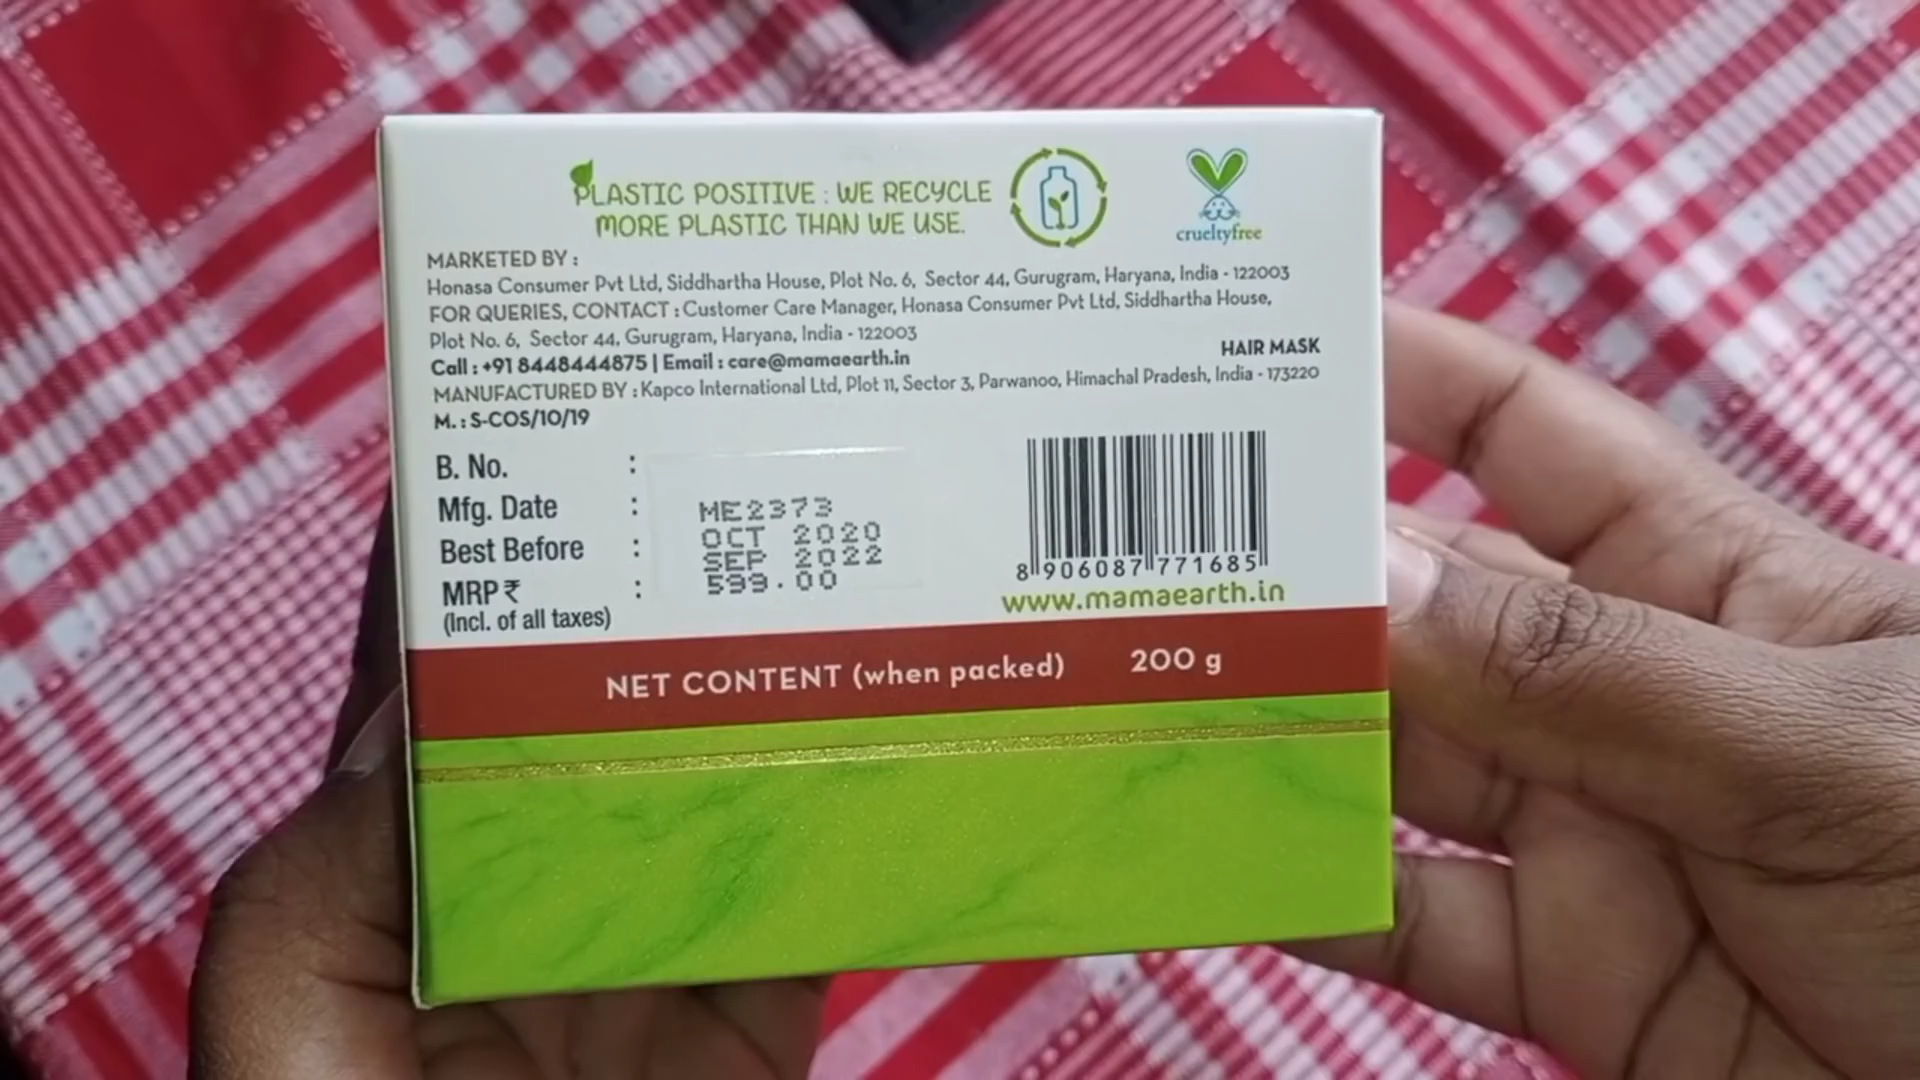 PLASTIC POSITIVE : WE RECYCLE
MORE PLASTIC THAN WE USE.
crueltyfree
MARKETED BY :
Honasa Consumer Pvt Ltd, Siddhartha House, Plot No. 6, Sector 44, Gurugram, Haryana, India - 122003
FOR QUERIES, CONTACT : Customer Care Manager, Honasa Consumer Pvt Ltd, Siddhartha House,
Plot No. 6, Sector 44, Gurugram, Haryana, India - 122003
Call : +91 8448444875 | Email : care@mamaearth.in
HAIR MASK
MANUFACTURED BY : Kapco International Ltd, Plot 11, Sector 3, Parwanoo, Himachal Pradesh, India - 173220
M. : S-COS/10/19
B. No. :
Mfg. Date : ME2373
OCT 2020
Best Before : SEP 2022
MRP ₹ : 599.00
(Incl. of all taxes)
8 906087 771685
www.mamaearth.in
NET CONTENT (when packed) 200 g